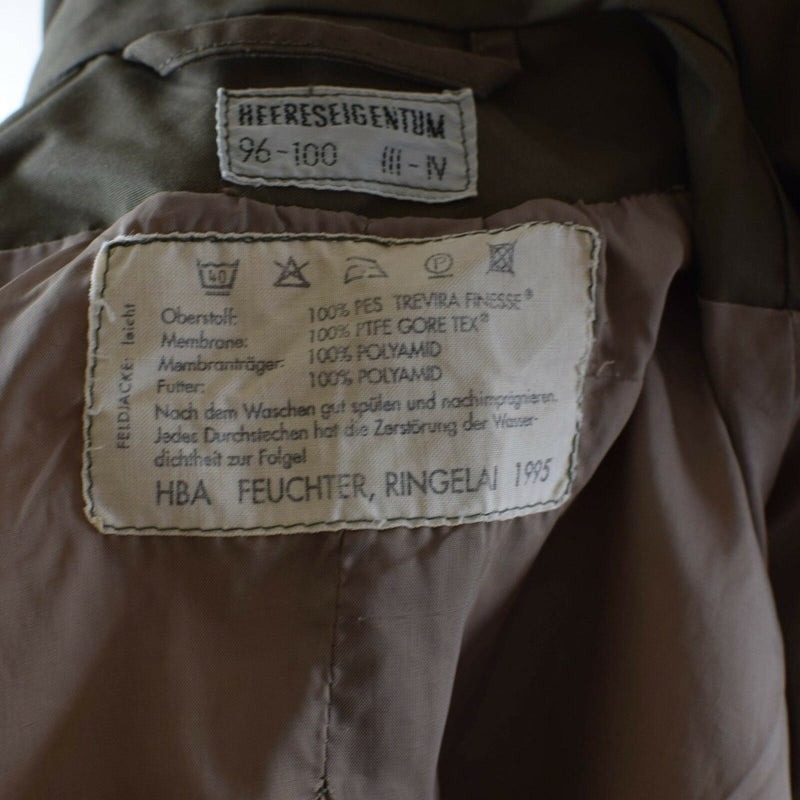 HEERESEIGENTUM
96-100 III-IV
40 P
FELDJACKE: leicht
Oberstoff: 100% PES TREVIRA FINESSE®
Membrane: 100% PTFE GORE TEX®
Membranträger: 100% POLYAMID
Futter: 100% POLYAMID
Nach dem Waschen gut spülen und nachimprägnieren.
Jedes Durchstechen hat die Zerstörung der Wasser-
dichtheit zur Folge!
HBA FEUCHTER, RINGELAI 1995